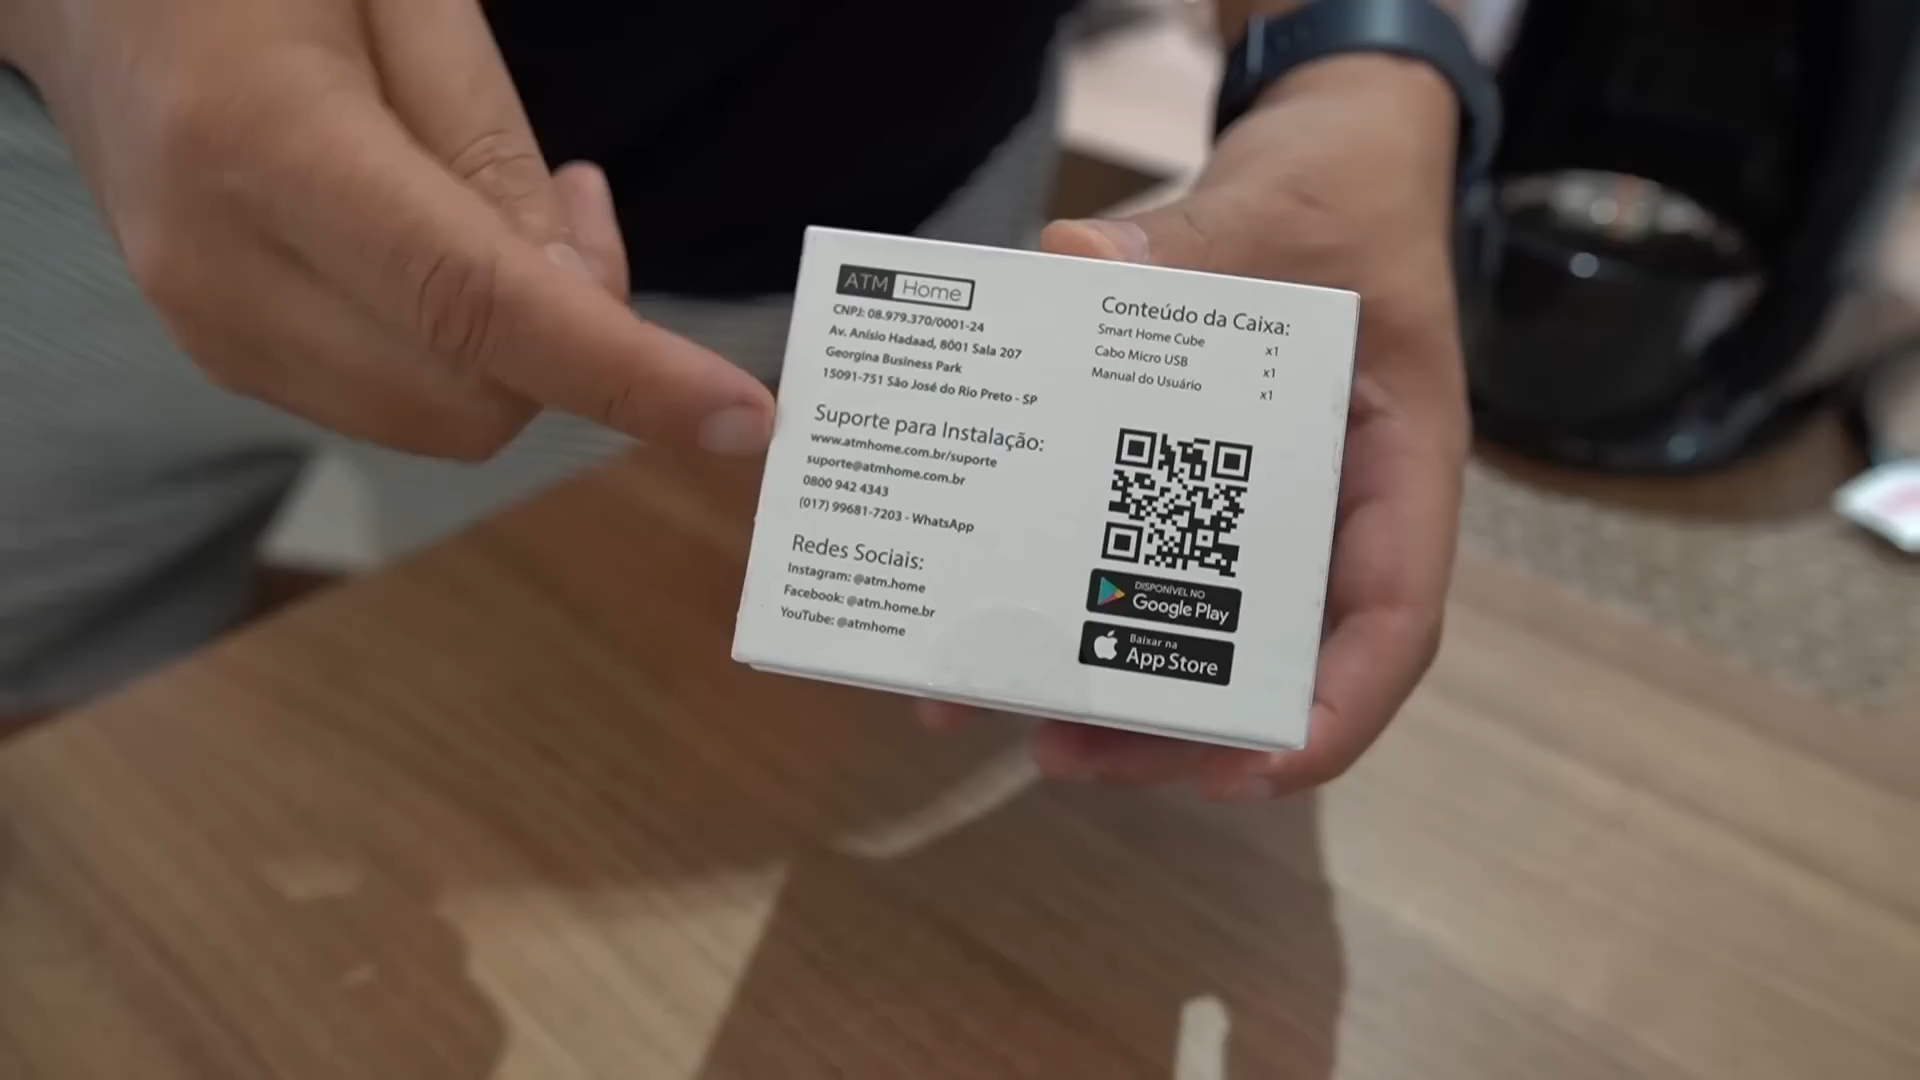 ATM Home
CNPJ: 08.979.370/0001-24
Av. Anísio Hadaad, 8001 Sala 207
Georgina Business Park
15091-751 São José do Rio Preto - SP
Suporte para Instalação:
www.atmhome.com.br/suporte
suporte@atmhome.com.br
0800 942 4343
(017) 99681-7203 - WhatsApp
Redes Sociais:
Instagram: @atm.home
Facebook: @atm.home.br
YouTube: @atmhome
Conteúdo da Caixa:
Smart Home Cube x1
Cabo Micro USB x1
Manual do Usuário x1
DISPONÍVEL NO
Google Play
Baixar na
App Store